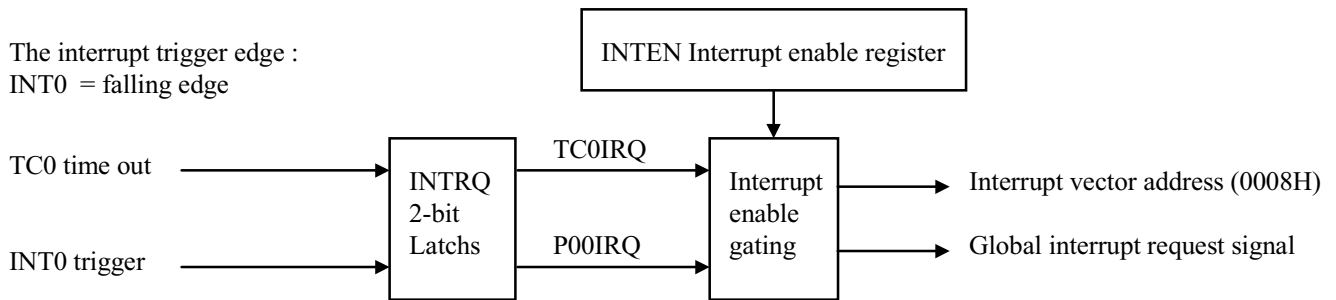 INTEN Interrupt enable register
The interrupt trigger edge :
INT0 = falling edge
TC0 time out
INT0 trigger
INTRQ
2-bit
Latchs
TC0IRQ
P00IRQ
Interrupt
enable
gating
Interrupt vector address (0008H)
Global interrupt request signal